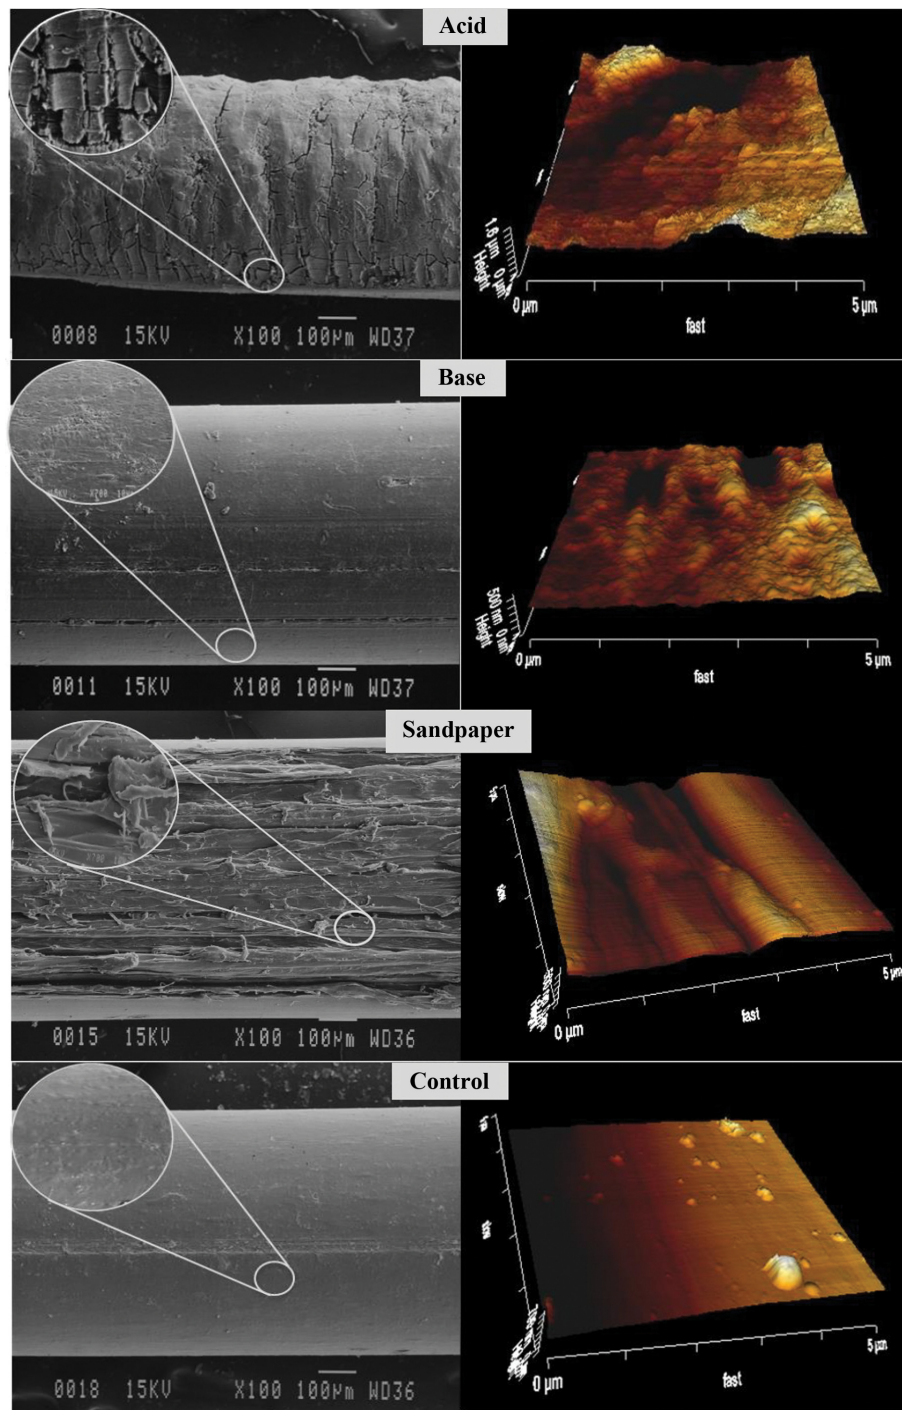 Acid
0008 15KV X100 100μm WD37
1,6 μm 0 μm
Height
0 μm 5 μm
fast
Base
X200
0011 15KV X100 100μm WD37
500 nm 0 nm
Height
0 μm 5 μm
fast
Sandpaper
0015 15KV X100 100μm WD36
0 μm 5 μm
fast
Control
0018 15KV X100 100μm WD36
0 μm 5 μm
fast